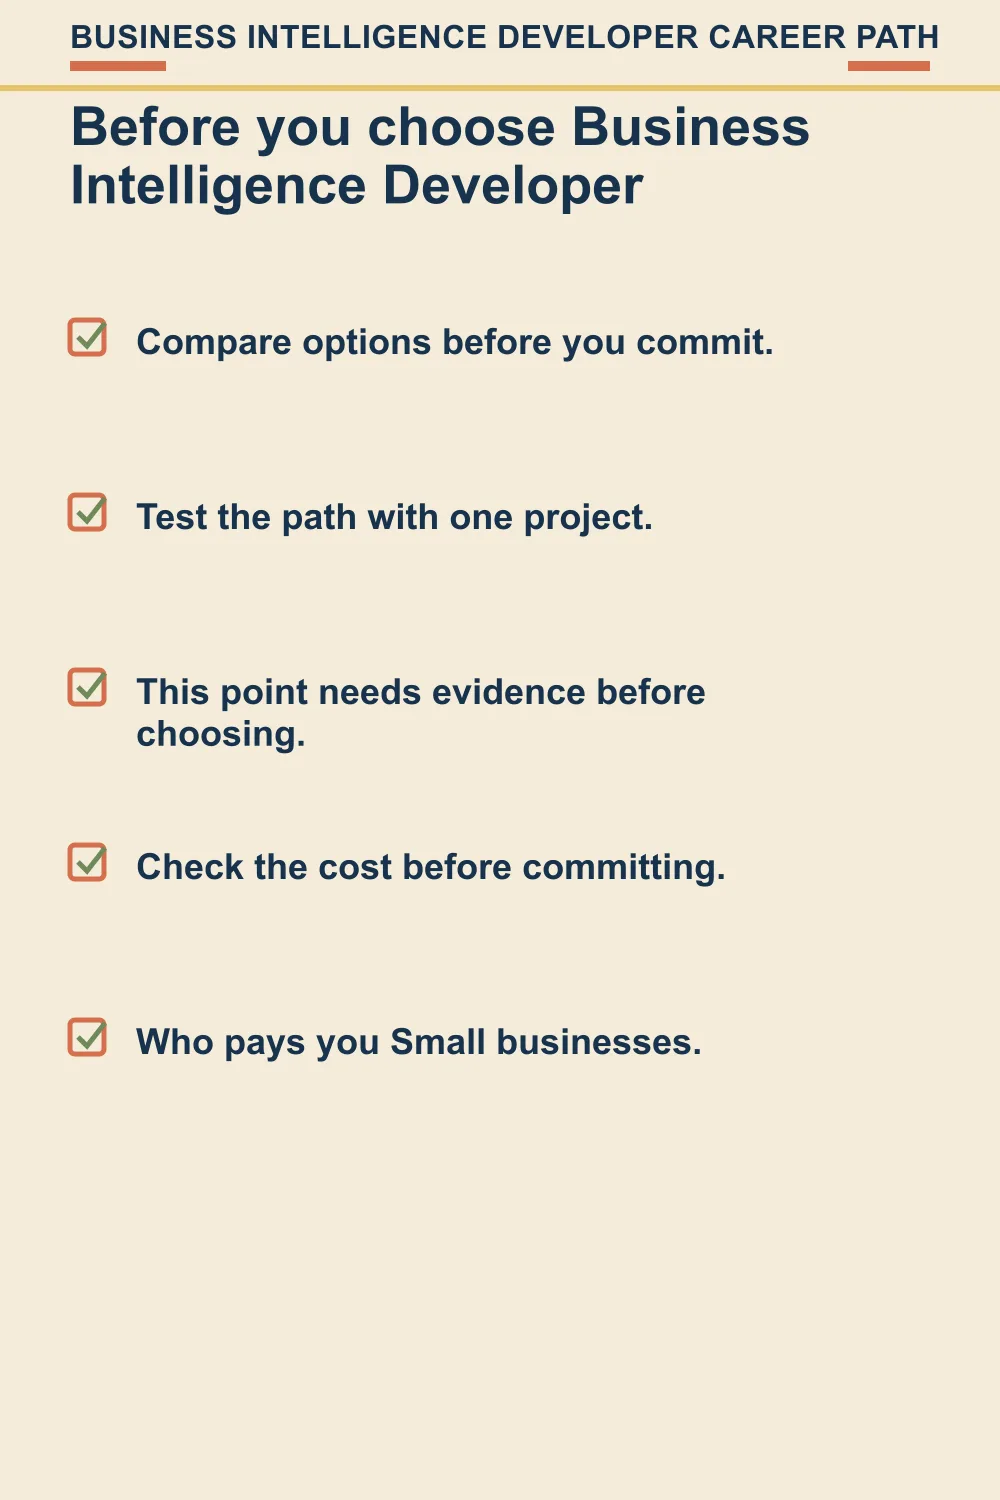 BUSINESS INTELLIGENCE DEVELOPER CAREER PATH
Before you choose Business
Intelligence Developer
Compare options before you commit.
Test the path with one project.
This point needs evidence before
choosing.
Check the cost before committing.
Who pays you Small businesses.